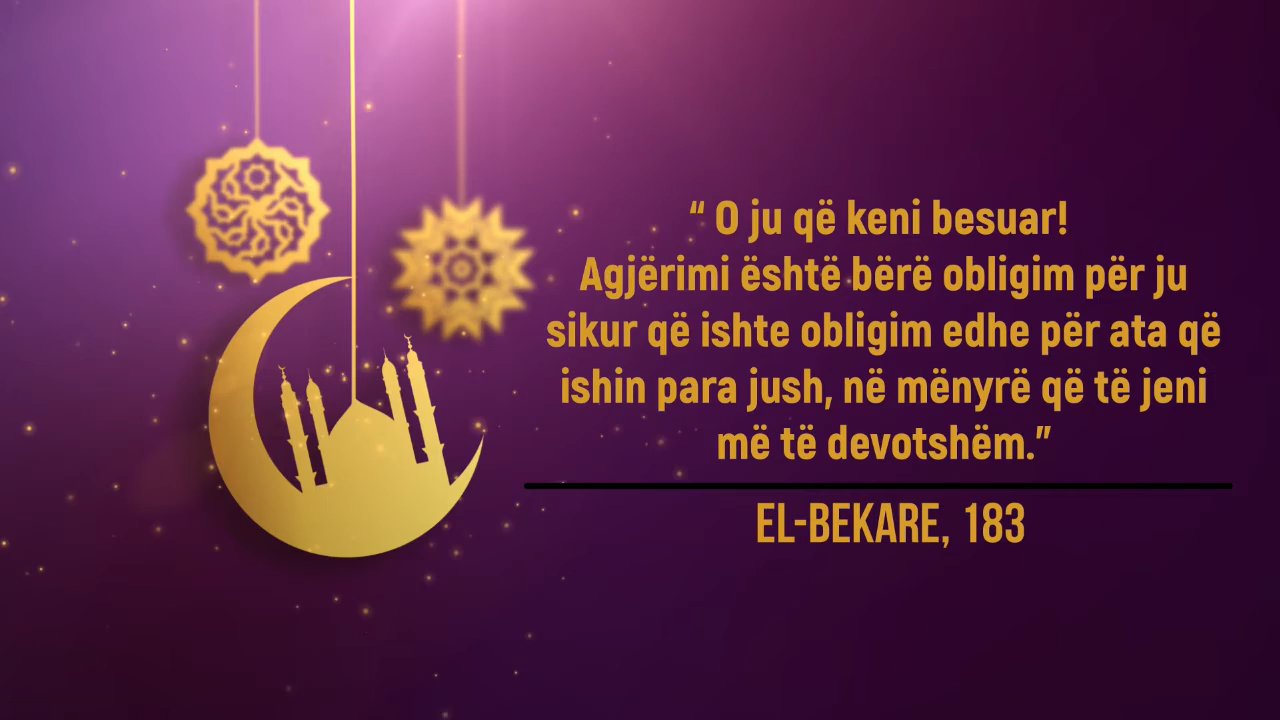 “ O ju që keni besuar!
Agjërimi është bërë obligim për ju
sikur që ishte obligim edhe për ata që
ishin para jush, në mënyrë që të jeni
më të devotshëm.”
EL-BEKARE, 183